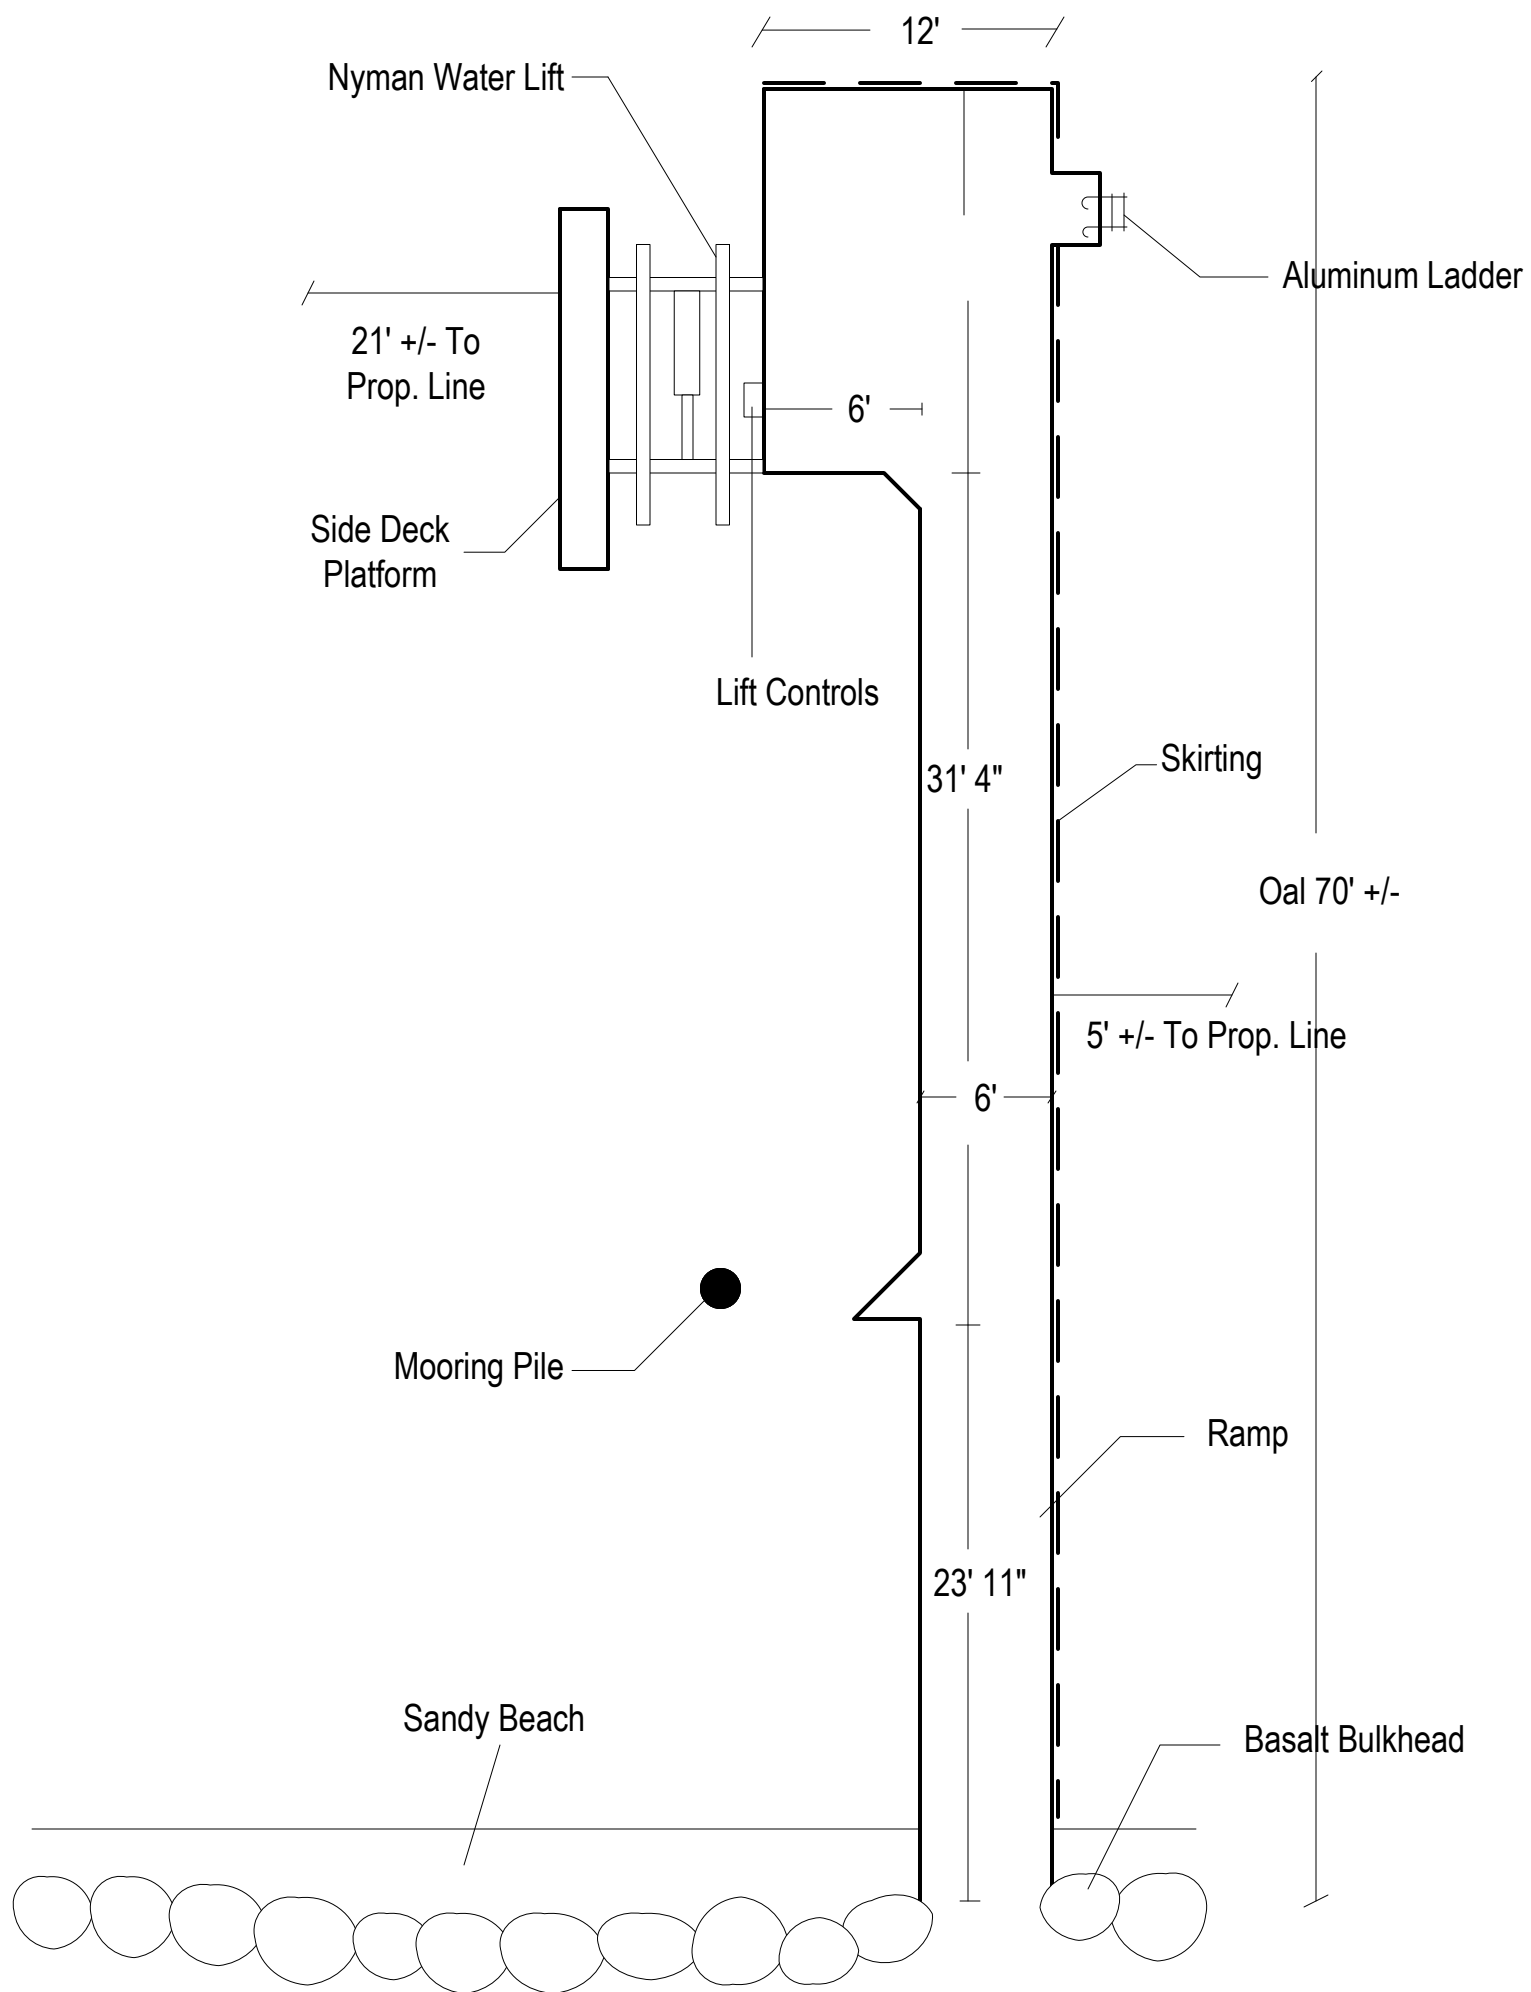 12'
Nyman Water Lift
Aluminum Ladder
21' +/- To
Prop. Line
6'
Side Deck
Platform
Lift Controls
31' 4"
Skirting
Oal 70' +/-
5' +/- To Prop. Line
6'
Mooring Pile
Ramp
23' 11"
Sandy Beach
Basalt Bulkhead